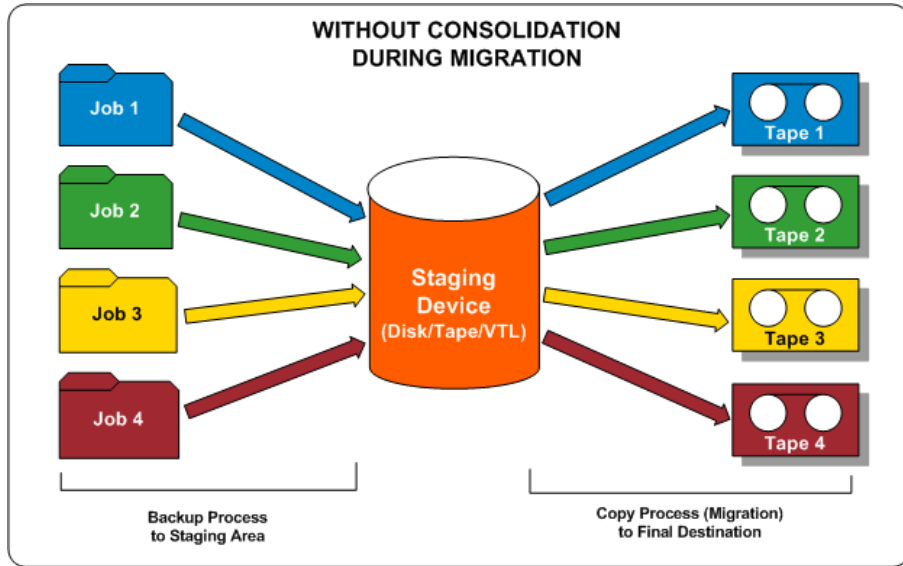 WITHOUT CONSOLIDATION
DURING MIGRATION
Job 1
Job 2
Job 3
Job 4
Staging
Device
(Disk/Tape/VTL)
Tape 1
Tape 2
Tape 3
Tape 4
Backup Process
to Staging Area
Copy Process (Migration)
to Final Destination